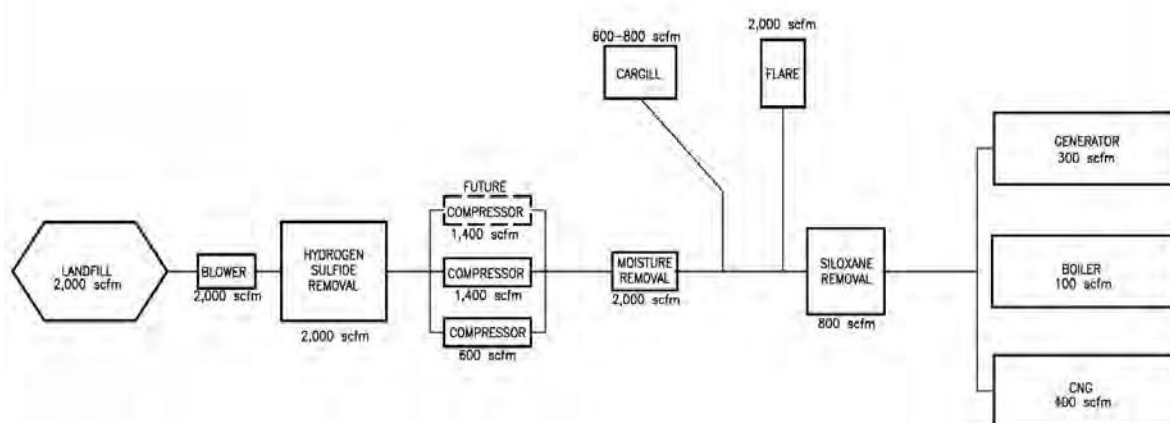 600-800 scfm
CARGILL
2,000 scfm
FLARE
GENERATOR
300 scfm
FUTURE
COMPRESSOR
1,400 scfm
LANDFILL
2,000 scfm
BLOWER
2,000 scfm
HYDROGEN
SULFIDE
REMOVAL
2,000 scfm
COMPRESSOR
1,400 scfm
COMPRESSOR
600 scfm
MOISTURE
REMOVAL
2,000 scfm
SILOXANE
REMOVAL
800 scfm
BOILER
100 scfm
CNG
400 scfm